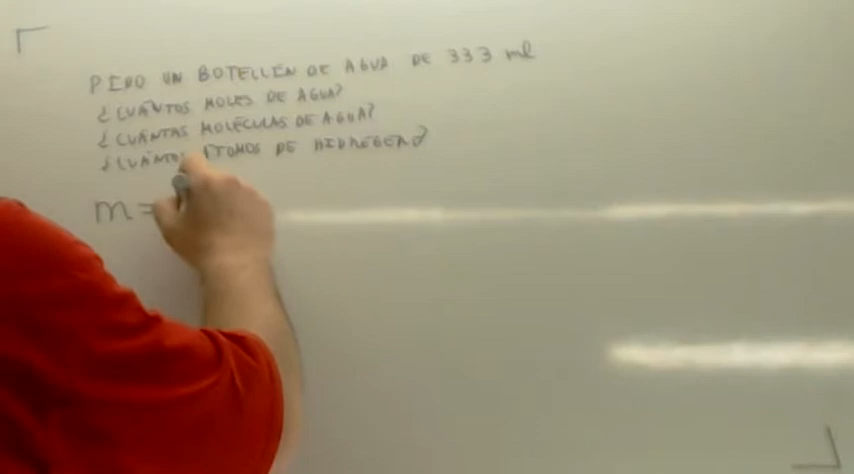 PIDO UN BOTELLÍN DE AGUA DE 333 ml
¿CUÁNTOS MOLES DE AGUA?
¿CUÁNTAS MOLÉCULAS DE AGUA?
¿CUÁNTOS ÁTOMOS DE HIDRÓGENO?
m =